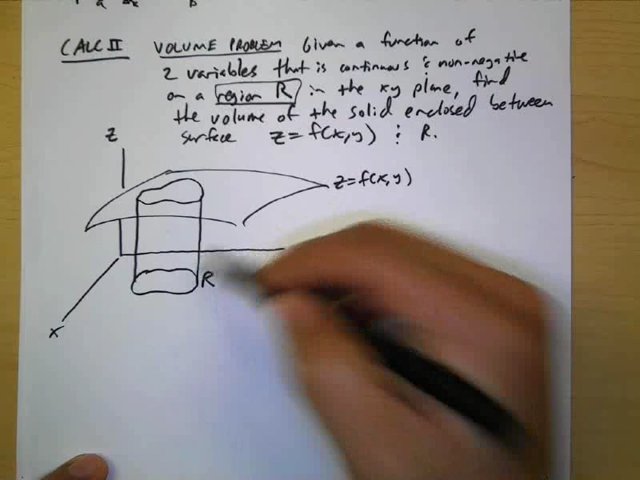 CALC II VOLUME PROBLEM Given a function of
2 variables that is continuous & non-negative
on a region R in the xy plane, find
the volume of the solid enclosed between
surface z = f(x,y) & R.
z
z=f(x,y)
R
x